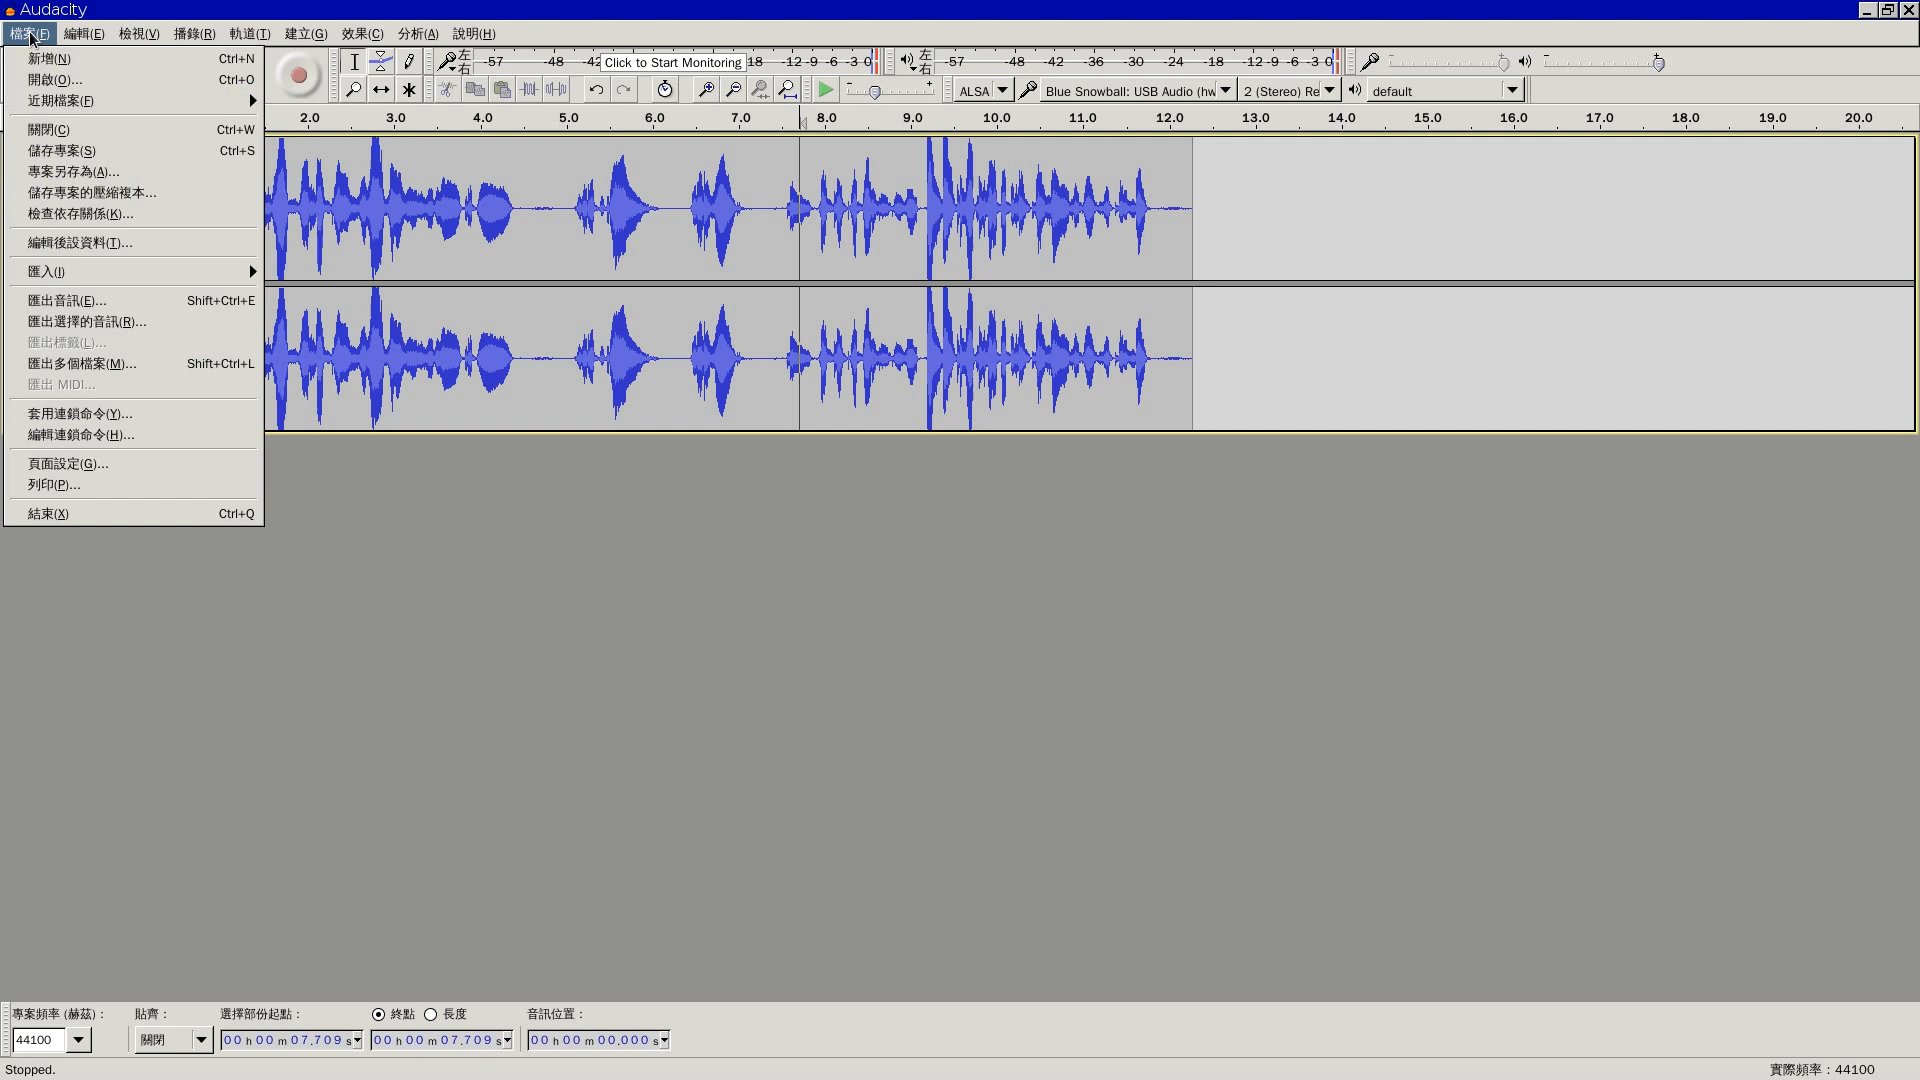 Audacity
檔案(F) 編輯(E) 檢視(V) 播錄(R) 軌道(T) 建立(G) 效果(C) 分析(A) 說明(H)
新增(N) Ctrl+N
開啟(O)... Ctrl+O
近期檔案(F)
關閉(C) Ctrl+W
儲存專案(S) Ctrl+S
專案另存為(A)...
儲存專案的壓縮複本...
檢查依存關係(K)...
編輯後設資料(T)...
匯入(I)
匯出音訊(E)... Shift+Ctrl+E
匯出選擇的音訊(R)...
匯出標籤(L)...
匯出多個檔案(M)... Shift+Ctrl+L
匯出 MIDI...
套用連鎖命令(Y)...
編輯連鎖命令(H)...
頁面設定(G)...
列印(P)...
結束(X) Ctrl+Q
左 -57 -48 -42 Click to Start Monitoring 18 -12 -9 -6 -3 0 左 -57 -48 -42 -36 -30 -24 -18 -12 -9 -6 -3 0
右 右
ALSA Blue Snowball: USB Audio (hw 2 (Stereo) Re default
2.0 3.0 4.0 5.0 6.0 7.0 8.0 9.0 10.0 11.0 12.0 13.0 14.0 15.0 16.0 17.0 18.0 19.0 20.0
專案頻率 (赫茲)： 貼齊： 選擇部份起點： 終點 長度 音訊位置：
44100 關閉 00 h 00 m 07.709 s 00 h 00 m 07.709 s 00 h 00 m 00.000 s
Stopped. 實際頻率：44100